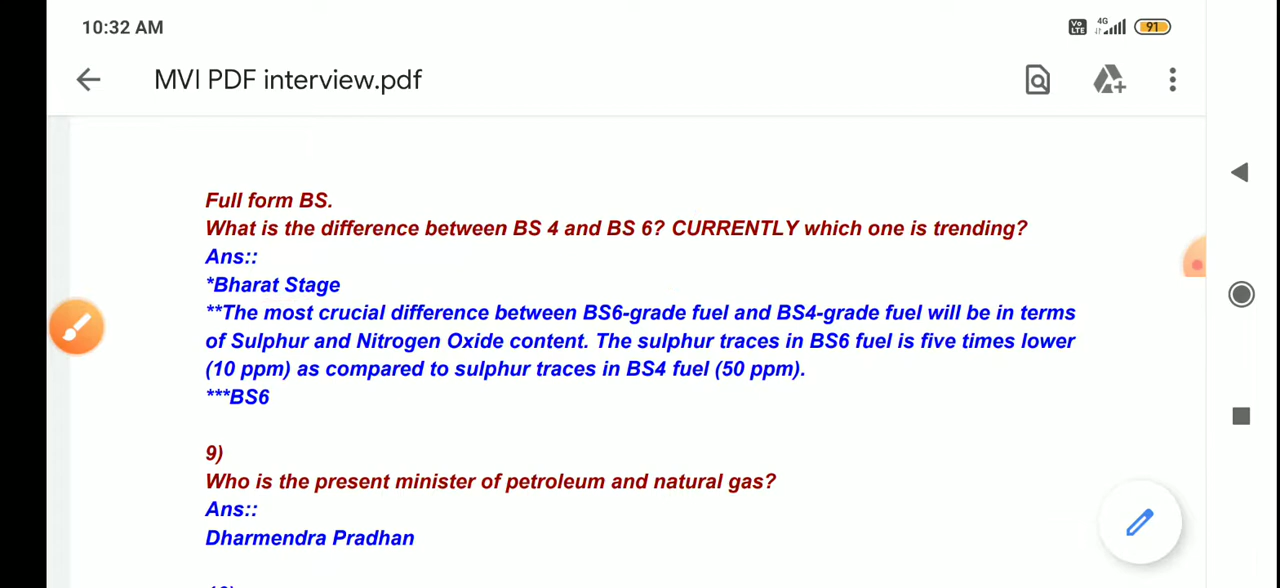 10:32 AM
Vo LTE 4G 91
MVI PDF interview.pdf
Full form BS.
What is the difference between BS 4 and BS 6? CURRENTLY which one is trending?
Ans::
*Bharat Stage
**The most crucial difference between BS6-grade fuel and BS4-grade fuel will be in terms
of Sulphur and Nitrogen Oxide content. The sulphur traces in BS6 fuel is five times lower
(10 ppm) as compared to sulphur traces in BS4 fuel (50 ppm).
***BS6
9)
Who is the present minister of petroleum and natural gas?
Ans::
Dharmendra Pradhan